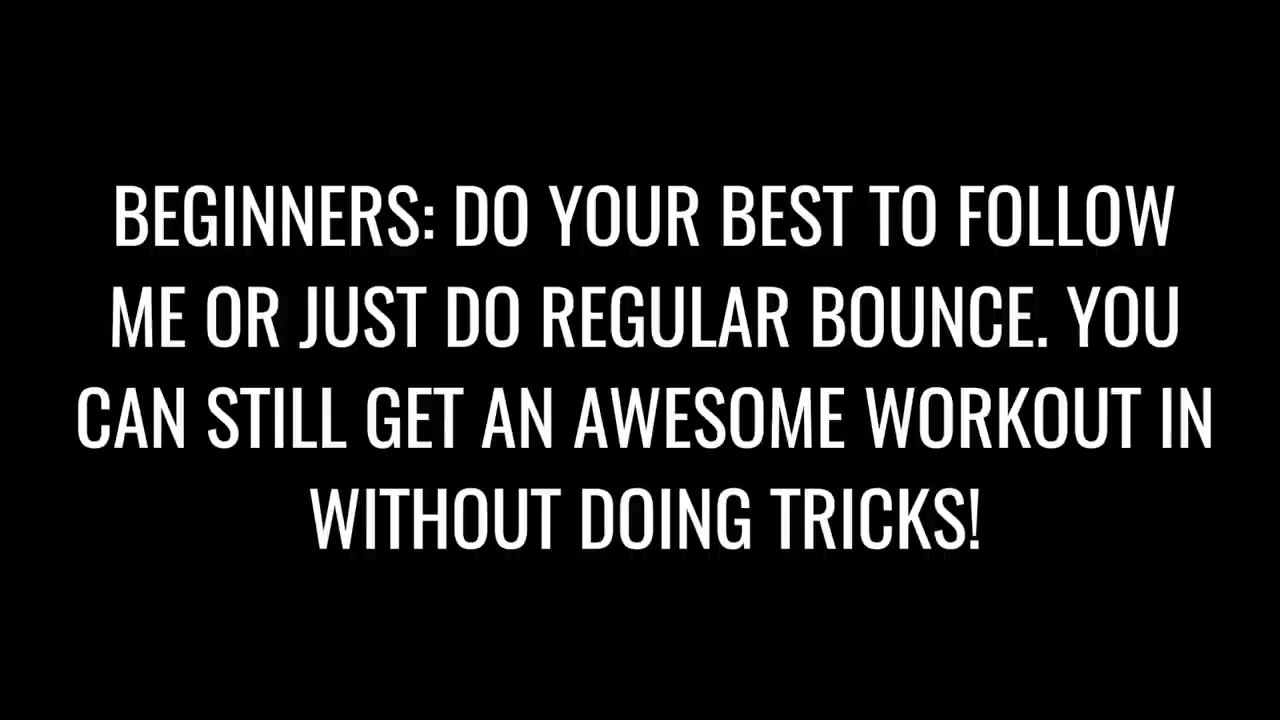 BEGINNERS: DO YOUR BEST TO FOLLOW
ME OR JUST DO REGULAR BOUNCE. YOU
CAN STILL GET AN AWESOME WORKOUT IN
WITHOUT DOING TRICKS!